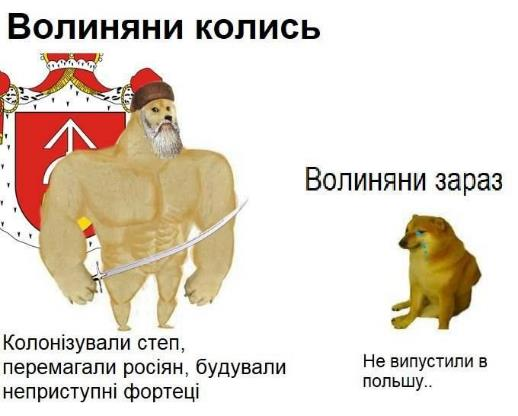 Волиняни колись
Волиняни зараз
Колонізували степ,
перемагали росіян, будували
неприступні фортеці
Не випустили в
польшу..